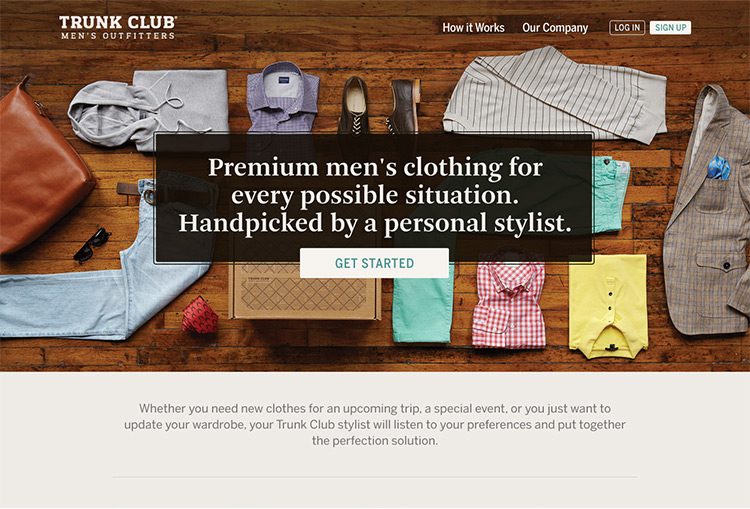 TRUNK CLUB®
MEN'S OUTFITTERS
How it Works
Our Company
LOG IN
SIGN UP
Premium men's clothing for
every possible situation.
Handpicked by a personal stylist.
GET STARTED
TRUNK CLUB
Whether you need new clothes for an upcoming trip, a special event, or you just want to
update your wardrobe, your Trunk Club stylist will listen to your preferences and put together
the perfection solution.